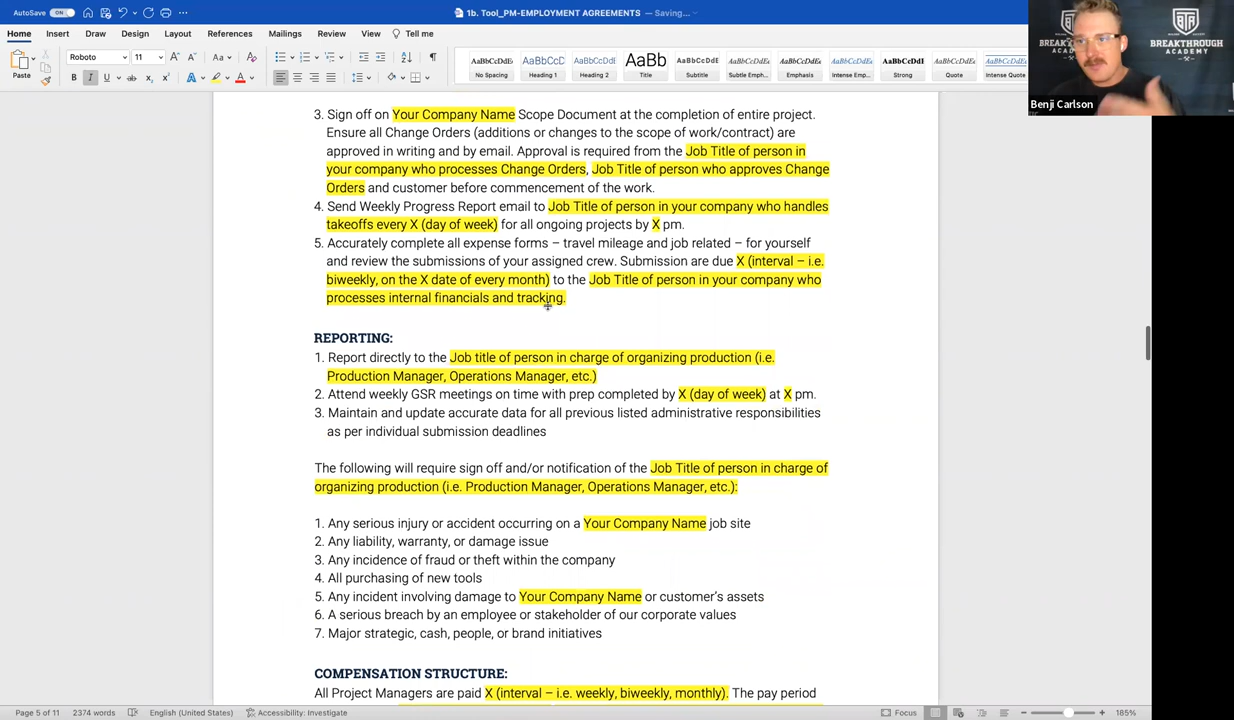 AutoSave ON 1b. Tool_PM-EMPLOYMENT AGREEMENTS — Saving...
Home Insert Draw Design Layout References Mailings Review View Tell me
Paste Roboto 11
AaBbCcDdEe AaBbCcD AaBbCcDdE AaBb AaBbCcDdE AaBbCcDdEe AaBbCcDdEe AaBbCcDdEe AaBbCcDdE AaBbCcDdEe AaBbCcDdEe
No Spacing Heading 1 Heading 2 Title Subtitle Subtle Emph... Emphasis Intense Emp... Strong Quote Intense Quote
BREAKTHROUGH
ACADEMY
Benji Carlson
3. Sign off on Your Company Name Scope Document at the completion of entire project.
Ensure all Change Orders (additions or changes to the scope of work/contract) are
approved in writing and by email. Approval is required from the Job Title of person in
your company who processes Change Orders, Job Title of person who approves Change
Orders and customer before commencement of the work.
4. Send Weekly Progress Report email to Job Title of person in your company who handles
takeoffs every X (day of week) for all ongoing projects by X pm.
5. Accurately complete all expense forms – travel mileage and job related – for yourself
and review the submissions of your assigned crew. Submission are due X (interval – i.e.
biweekly, on the X date of every month) to the Job Title of person in your company who
processes internal financials and tracking.
REPORTING:
1. Report directly to the Job title of person in charge of organizing production (i.e.
Production Manager, Operations Manager, etc.)
2. Attend weekly GSR meetings on time with prep completed by X (day of week) at X pm.
3. Maintain and update accurate data for all previous listed administrative responsibilities
as per individual submission deadlines
The following will require sign off and/or notification of the Job Title of person in charge of
organizing production (i.e. Production Manager, Operations Manager, etc.):
1. Any serious injury or accident occurring on a Your Company Name job site
2. Any liability, warranty, or damage issue
3. Any incidence of fraud or theft within the company
4. All purchasing of new tools
5. Any incident involving damage to Your Company Name or customer's assets
6. A serious breach by an employee or stakeholder of our corporate values
7. Major strategic, cash, people, or brand initiatives
COMPENSATION STRUCTURE:
All Project Managers are paid X (interval – i.e. weekly, biweekly, monthly). The pay period
Page 5 of 11 2374 words English (United States) Accessibility: Investigate Focus 185%